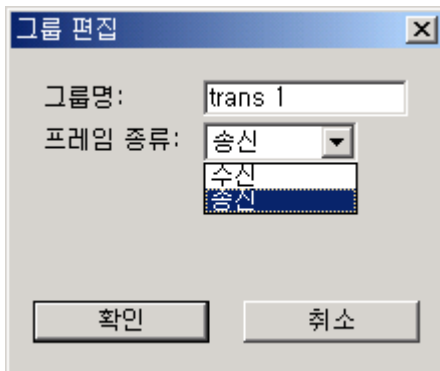 그룹 편집
그룹명: trans 1
프레임 종류: 송신
수신
송신
확인 취소